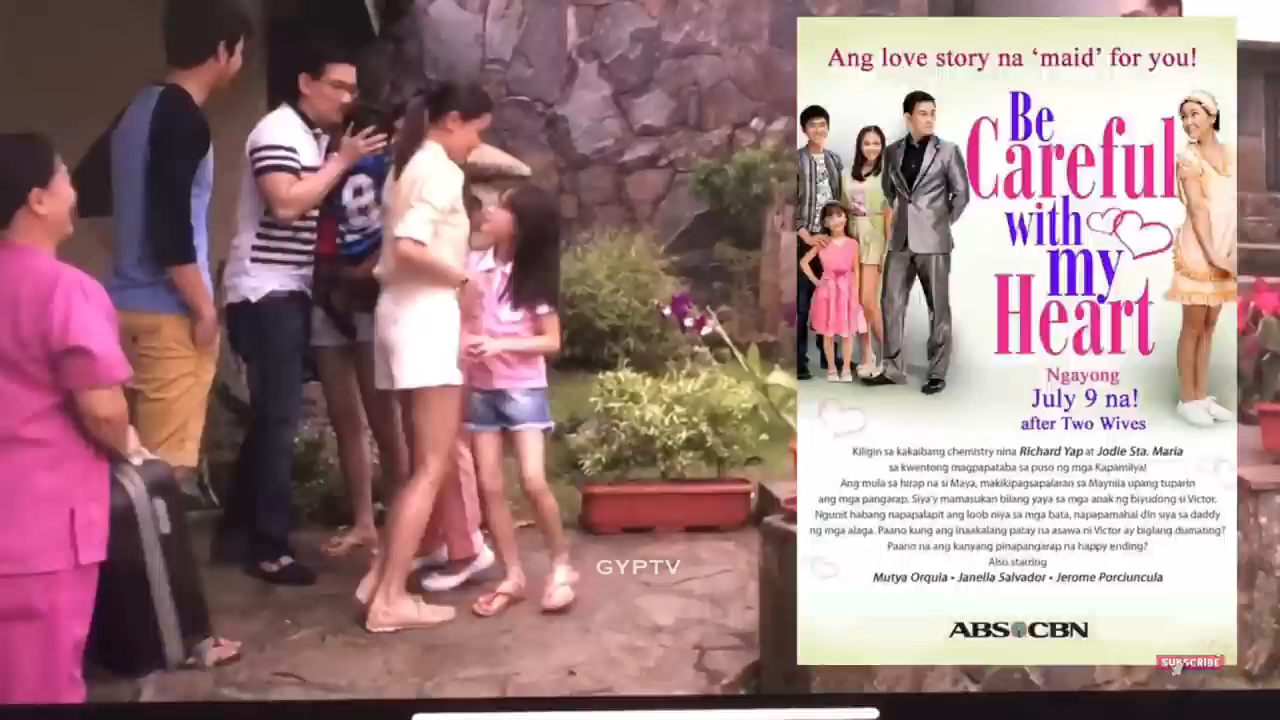 Ang love story na ‘maid’ for you!
Be
Careful
with
my
Heart
Ngayong
July 9 na!
after Two Wives
Kiligin sa kakaibang chemistry nina Richard Yap at Jodie Sta. Maria
sa kwentong magpapataba sa puso ng mga Kapamilya!
Ang mula sa hirap na si Maya, makikipagsapalaran sa Maynila upang tuparin
ang mga pangarap. Siya'y mamasukan bilang yaya sa mga anak ng biyudong si Victor.
Ngunit habang napapalapit ang loob niya sa mga bata, napapamahal din siya sa daddy
ng mga alaga. Paano kung ang inaakalang patay na asawa ni Victor ay biglang dumating?
Paano na ang kanyang pinapangarap na happy ending?
Also starring
Mutya Orquia • Janella Salvador • Jerome Porciuncula
ABS-CBN
8
GYPTV
SUBSCRIBE